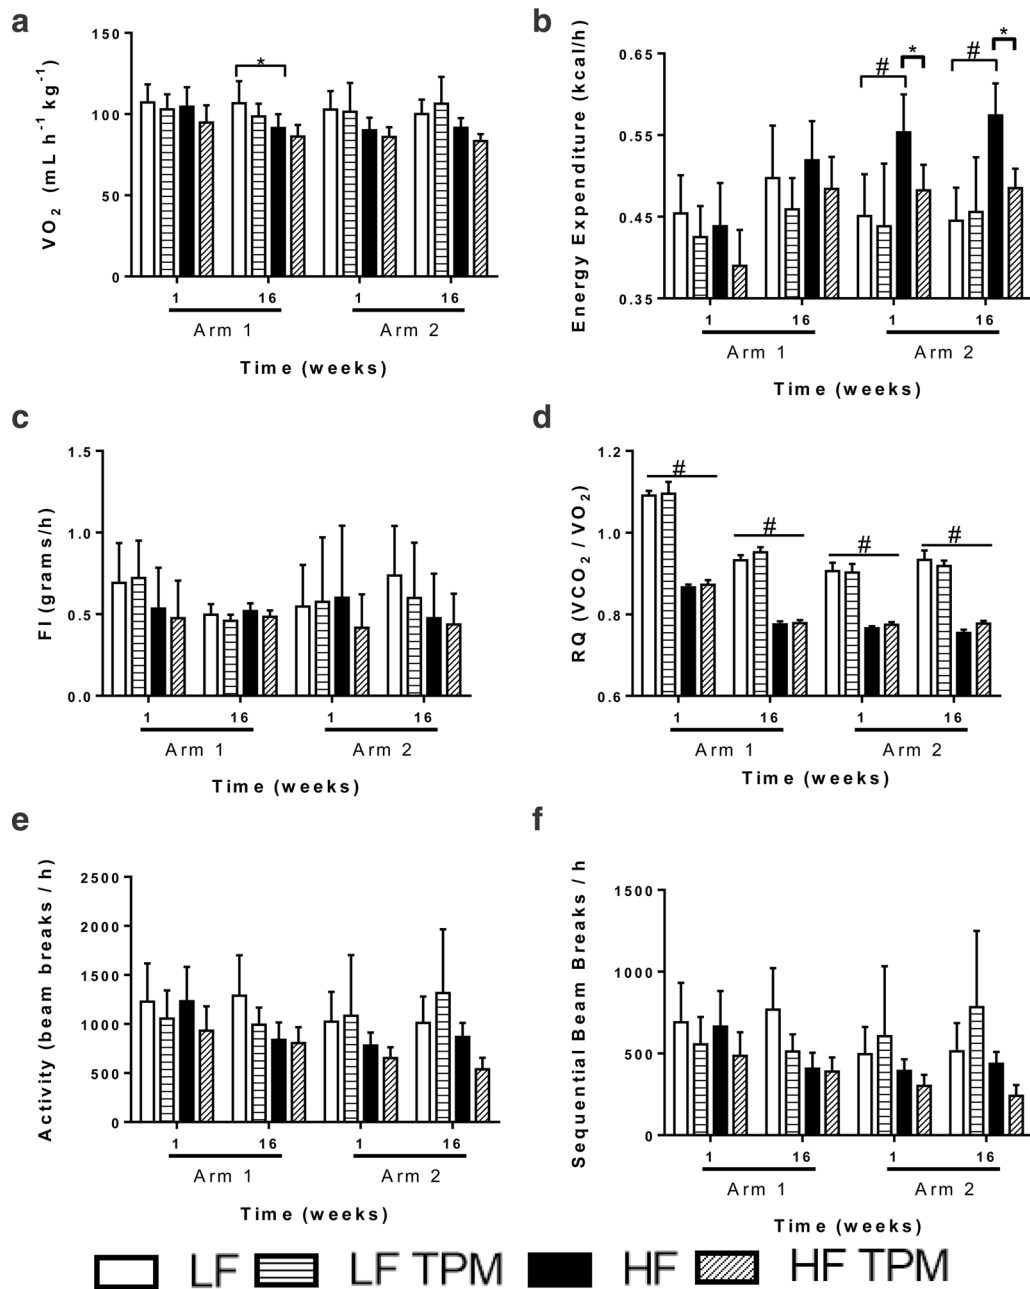 a
VO2 (mL h-1 kg-1)
150
100
50
0
*
1 16 1 16
Arm 1 Arm 2
Time (weeks)
b
Energy Expenditure (kcal/h)
0.65
0.55
0.45
0.35
# * # *
1 16 1 16
Arm 1 Arm 2
Time (weeks)
c
FI (grams/h)
1.5
1.0
0.5
0.0
1 16 1 16
Arm 1 Arm 2
Time (weeks)
d
RQ (VCO2 / VO2)
1.2
1.0
0.8
0.6
# # # #
1 16 1 16
Arm 1 Arm 2
Time (weeks)
e
Activity (beam breaks / h)
2500
2000
1500
1000
500
0
1 16 1 16
Arm 1 Arm 2
Time (weeks)
f
Sequential Beam Breaks / h
1500
1000
500
0
1 16 1 16
Arm 1 Arm 2
Time (weeks)
LF LF TPM HF HF TPM